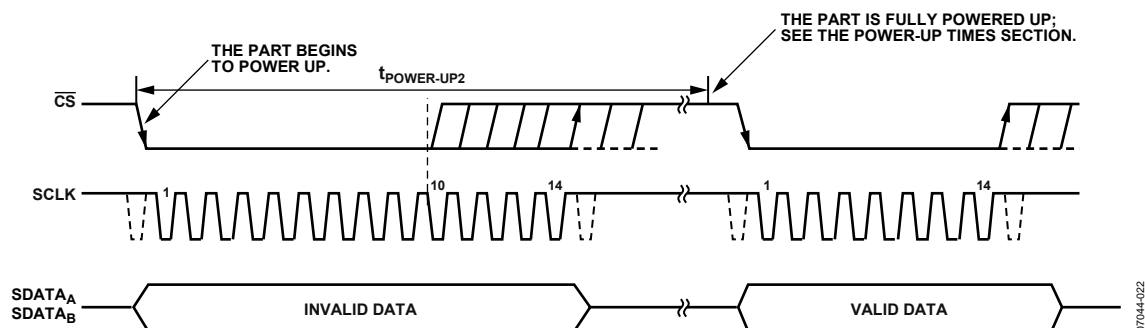 THE PART IS FULLY POWERED UP;
SEE THE POWER-UP TIMES SECTION.
THE PART BEGINS
TO POWER UP.
tPOWER-UP2
CS
SCLK
1
10
14
1
14
SDATAA
SDATAB
INVALID DATA
VALID DATA
07044-022